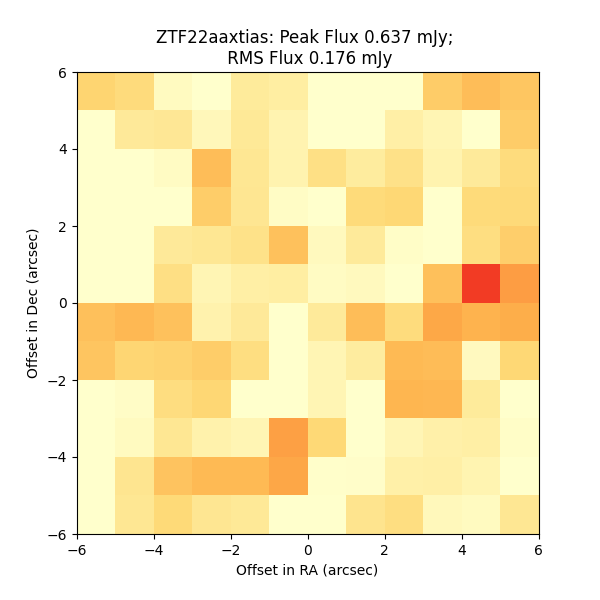 ZTF22aaxtias: Peak Flux 0.637 mJy;
RMS Flux 0.176 mJy
6
4
2
0
−2
−4
−6
Offset in Dec (arcsec)
−6 −4 −2 0 2 4 6
Offset in RA (arcsec)